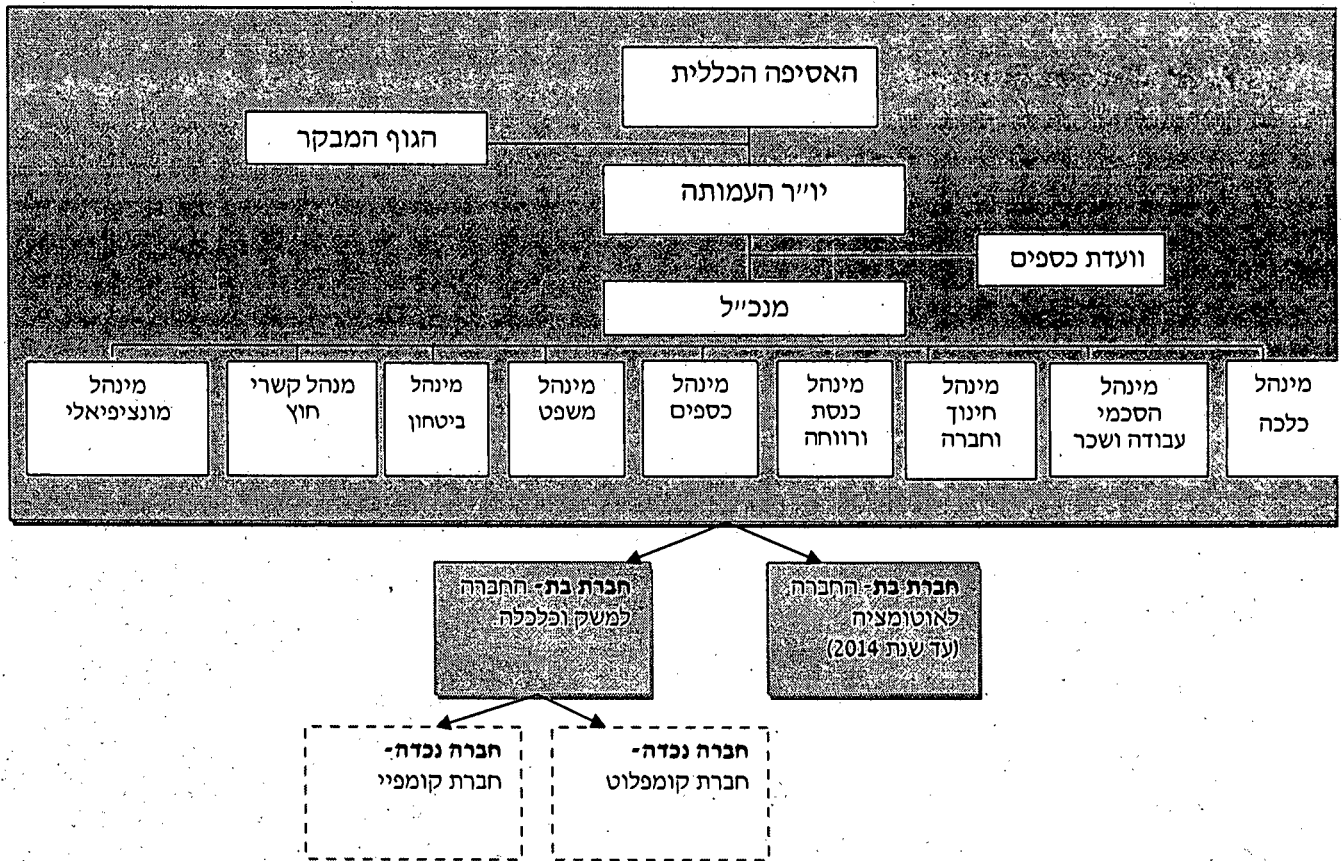 האסיפה הכללית
הגוף המבקר
יו״ר העמותה
וועדת כספים
מנכ״ל
מינהל
כלכה
מינהל
הסכמי
עבודה ושכר
מינהל
חינוך
וחברה
מינהל
כנסת
ורווחה
מינהל
כספים
מינהל
משפט
מינהל
ביטחון
מנהל קשרי
חוץ
מינהל
מונציפיאלי
חברת בת- החברה
לאוטומציה
(עד שנת 2014)
חברת בת- החברה
למשק וכלכלה.
חברה נכדה-
חברת קומפלוט
חברה נכדה-
חברת קומפיי